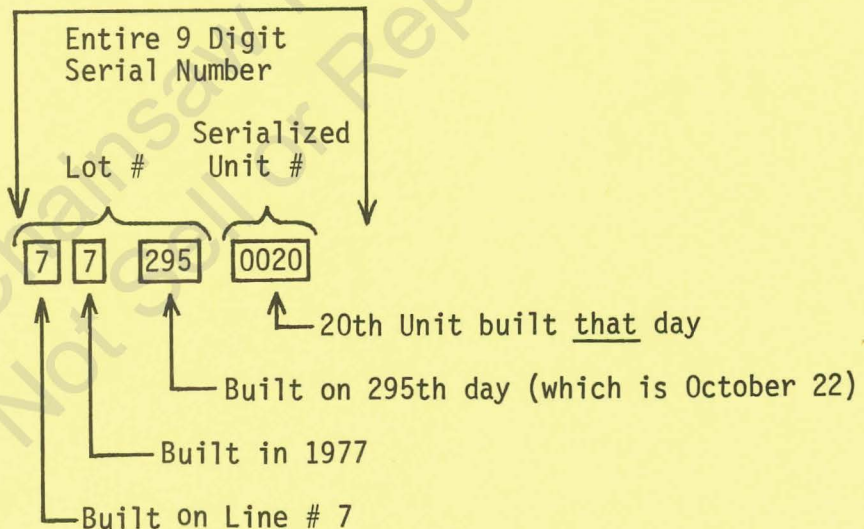 Entire 9 Digit
Serial Number
Serialized
Lot # Unit #
7 7 295 0020
20th Unit built that day
Built on 295th day (which is October 22)
Built in 1977
Built on Line # 7